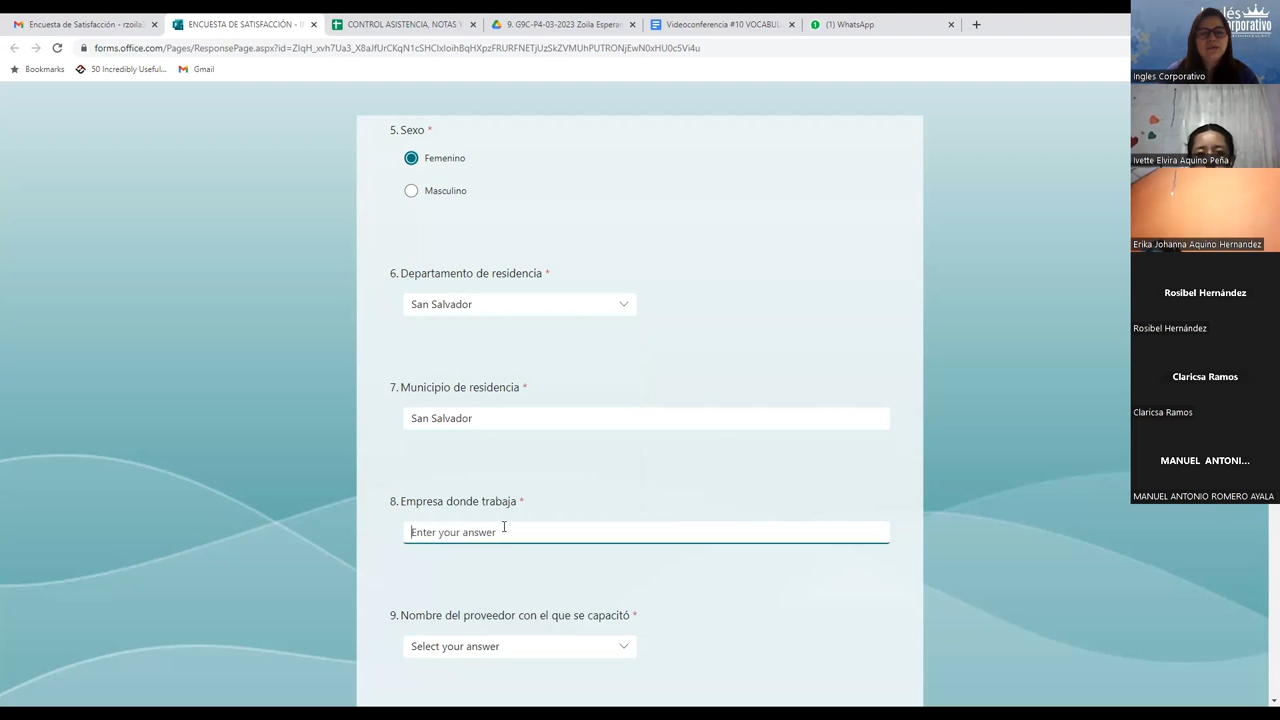 Encuesta de Satisfacción - rzoila
ENCUESTA DE SATISFACCIÓN - I
CONTROL ASISTENCIA, NOTAS Y
9. G9C-P4-03-2023 Zoila Esperan
Videoconferencia #10 VOCABUL
(1) WhatsApp
forms.office.com/Pages/ResponsePage.aspx?id=
Bookmarks
50 Incredibly Useful...
Gmail
5. Sexo *
Femenino
Masculino
6. Departamento de residencia *
San Salvador
7. Municipio de residencia *
San Salvador
8. Empresa donde trabaja *
Enter your answer
9. Nombre del proveedor con el que se capacitó *
Select your answer
Inglés
Corporativo
Ingles Corporativo
Ivette Elvira Aquino Peña
Erika Johanna Aquino Hernandez
Rosibel Hernández
Rosibel Hernández
Claricsa Ramos
Claricsa Ramos
MANUEL ANTONI...
MANUEL ANTONIO ROMERO AYALA